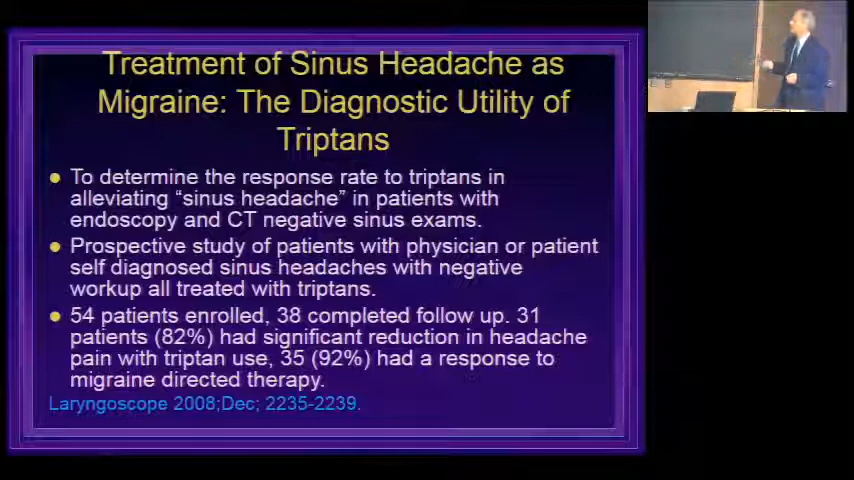 Treatment of Sinus Headache as
Migraine: The Diagnostic Utility of
Triptans
To determine the response rate to triptans in
alleviating “sinus headache” in patients with
endoscopy and CT negative sinus exams.
Prospective study of patients with physician or patient
self diagnosed sinus headaches with negative
workup all treated with triptans.
54 patients enrolled, 38 completed follow up. 31
patients (82%) had significant reduction in headache
pain with triptan use, 35 (92%) had a response to
migraine directed therapy.
Laryngoscope 2008;Dec; 2235-2239.